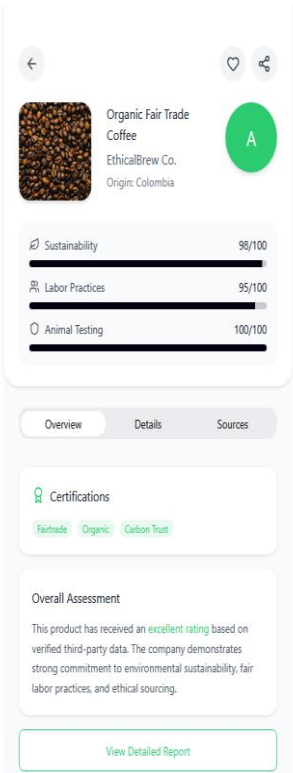 Organic Fair Trade
Coffee
A
EthicalBrew Co.
Origin: Colombia
Sustainability 98/100
Labor Practices 95/100
Animal Testing 100/100
Overview Details Sources
Certifications
Fairtrade Organic Carbon Trust
Overall Assessment
This product has received an excellent rating based on
verified third-party data. The company demonstrates
strong commitment to environmental sustainability, fair
labor practices, and ethical sourcing.
View Detailed Report